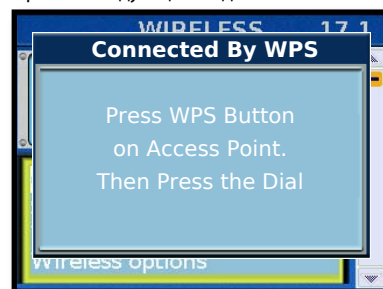 WIRELESS 17.1
Connected By WPS
Press WPS Button
on Access Point.
Then Press the Dial
Wireless options